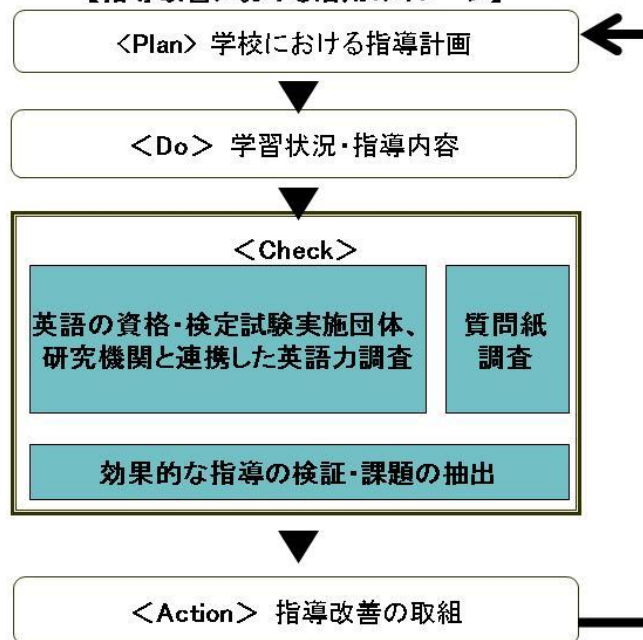 <Plan> 学校における指導計画
<Do> 学習状況・指導内容
<Check>
英語の資格・検定試験実施団体、
研究機関と連携した英語力調査
質問紙
調査
効果的な指導の検証・課題の抽出
<Action> 指導改善の取組